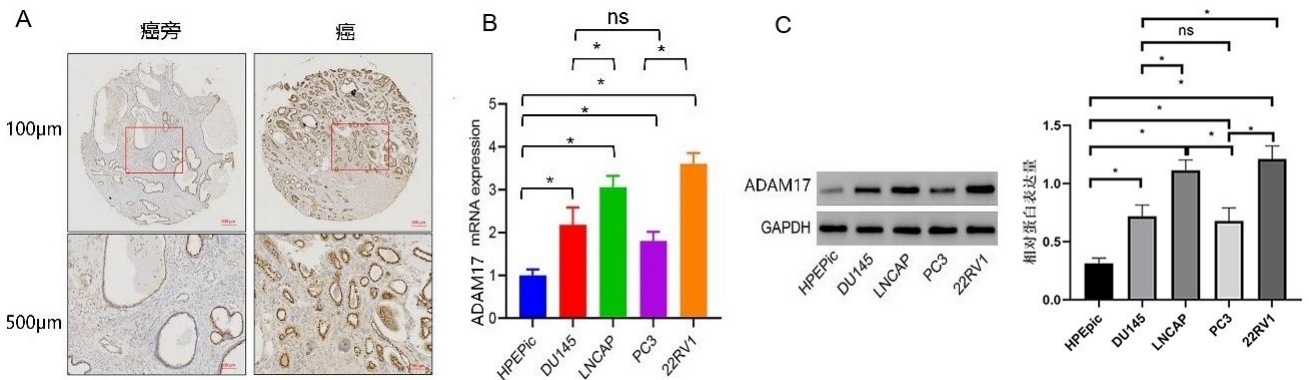 A
癌旁
癌
100μm
500μm
B
ns
*
*
*
*
*
*
ADAM17 mRNA expression
5
4
3
2
1
0
HPEPic
DU145
LNCAP
PC3
22RV1
C
ADAM17
GAPDH
HPEPic
DU145
LNCAP
PC3
22RV1
*
ns
*
*
*
*
*
*
*
相对蛋白表达量
1.5
1.0
0.5
0.0
HPEPic
DU145
LNCAP
PC3
22RV1